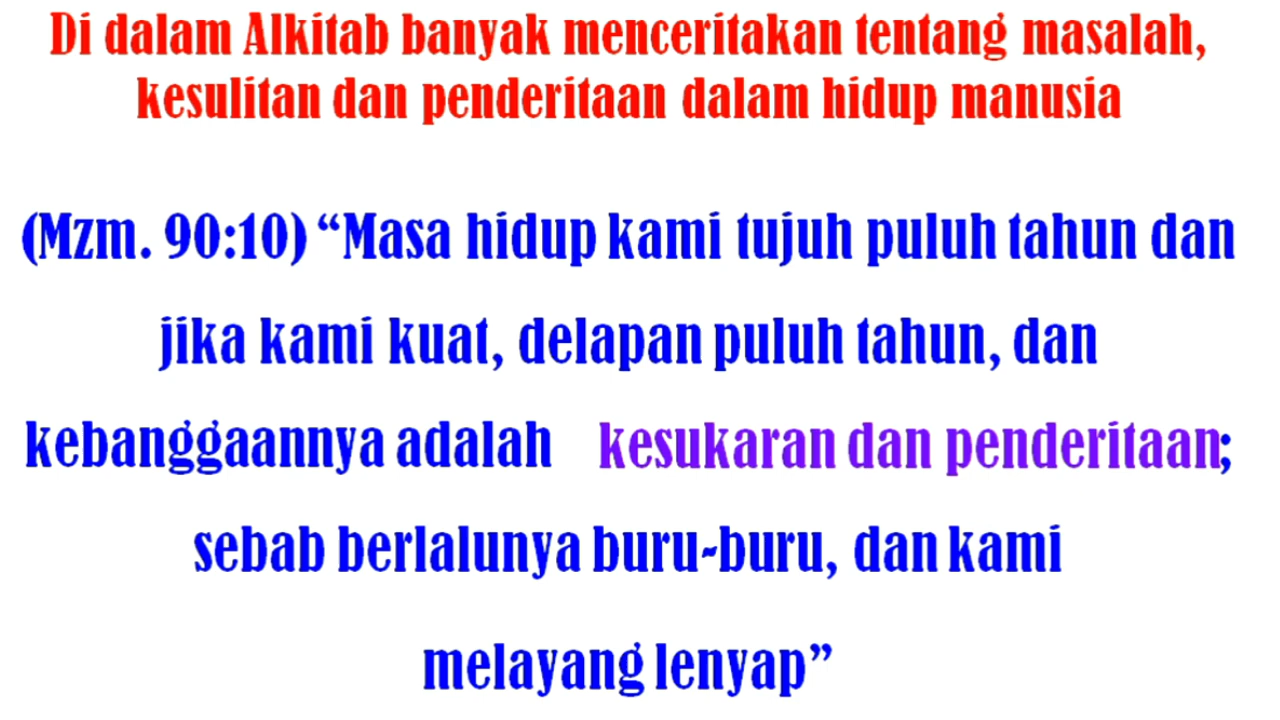 Di dalam Alkitab banyak menceritakan tentang masalah,
kesulitan dan penderitaan dalam hidup manusia
(Mzm. 90:10) “Masa hidup kami tujuh puluh tahun dan
jika kami kuat, delapan puluh tahun, dan
kebanggaannya adalah kesukaran dan penderitaan;
sebab berlalunya buru-buru, dan kami
melayang lenyap”